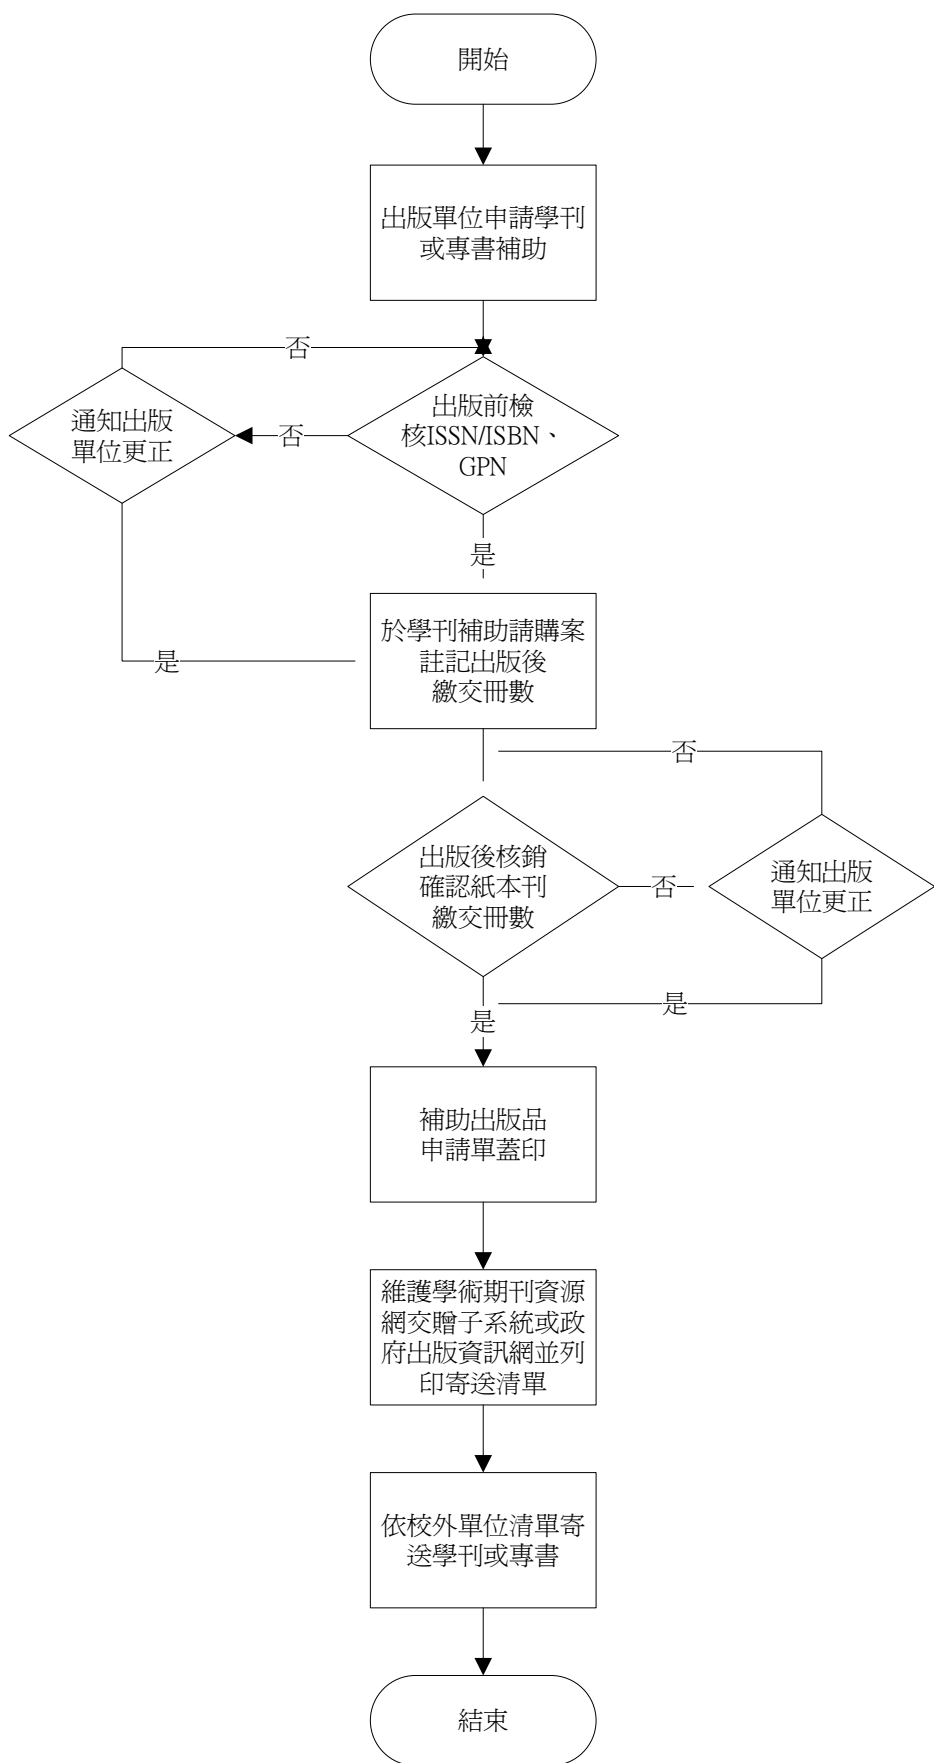 開始
出版單位申請學刊
或專書補助
否
通知出版
單位更正
否
出版前檢
核ISSN/ISBN、
GPN
是
於學刊補助請購案
註記出版後
繳交冊數
是
否
出版後核銷
確認紙本刊
繳交冊數
否
通知出版
單位更正
是
是
補助出版品
申請單蓋印
維護學術期刊資源
網交贈子系統或政
府出版資訊網並列
印寄送清單
依校外單位清單寄
送學刊或專書
結束